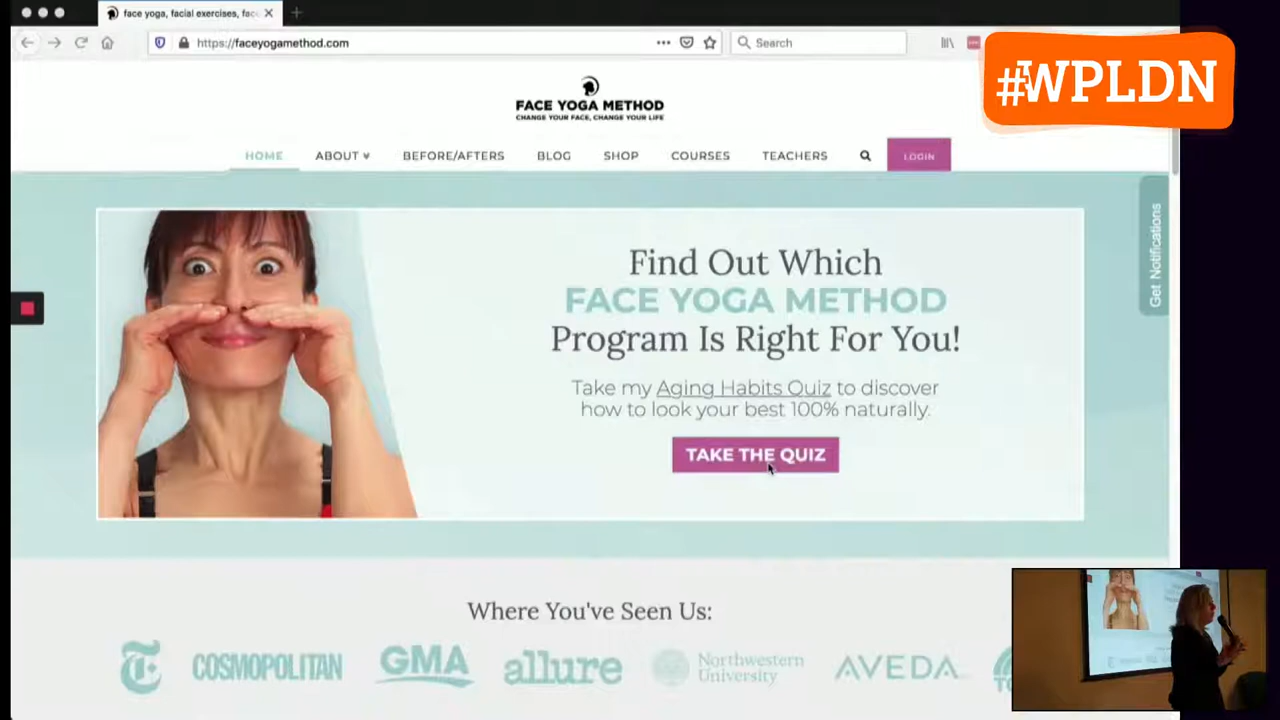 face yoga, facial exercises, fac
https://faceyogamethod.com
Search
#WPLDN
FACE YOGA METHOD
CHANGE YOUR FACE, CHANGE YOUR LIFE
HOME ABOUT BEFORE/AFTERS BLOG SHOP COURSES TEACHERS LOGIN
Get Notifications
Find Out Which
FACE YOGA METHOD
Program Is Right For You!
Take my Aging Habits Quiz to discover
how to look your best 100% naturally.
TAKE THE QUIZ
Where You've Seen Us:
COSMOPOLITAN GMA allure Northwestern University AVEDA